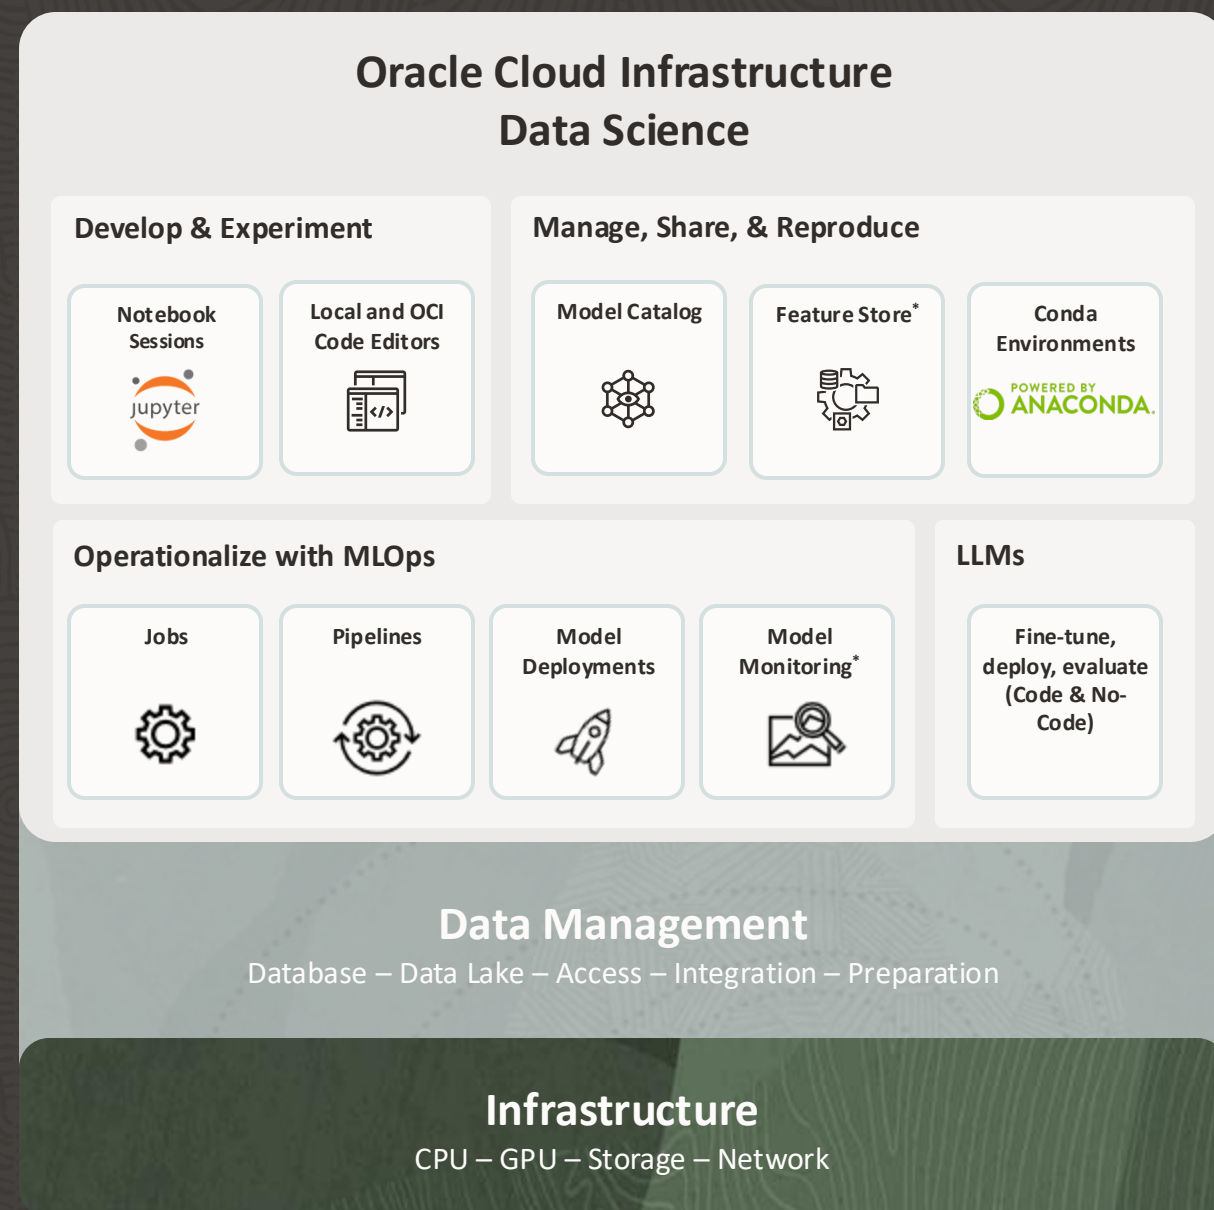 Oracle Cloud Infrastructure
Data Science
Develop & Experiment
Notebook
Sessions
jupyter
Local and OCI
Code Editors
</>
Manage, Share, & Reproduce
Model Catalog
Feature Store*
Conda
Environments
POWERED BY
ANACONDA.
Operationalize with MLOps
Jobs
Pipelines
Model
Deployments
Model
Monitoring*
LLMs
Fine-tune,
deploy, evaluate
(Code & No-
Code)
Data Management
Database – Data Lake – Access – Integration – Preparation
Infrastructure
CPU – GPU – Storage – Network